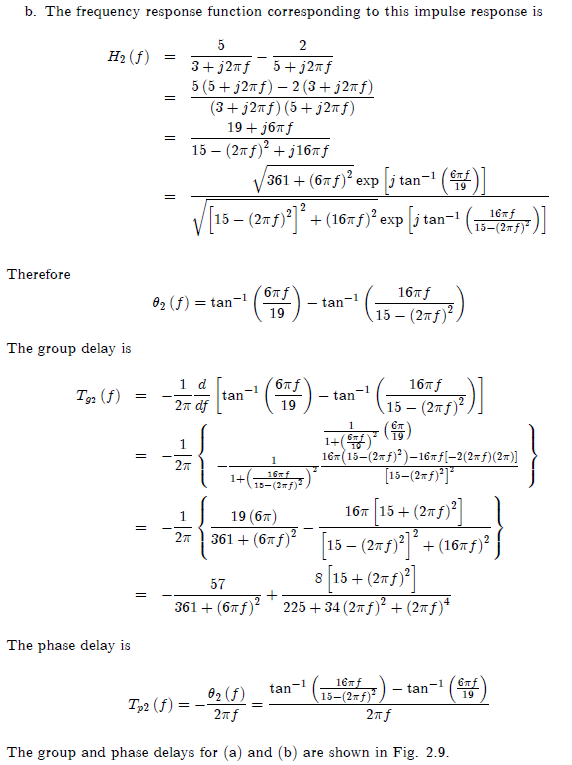 b. The frequency response function corresponding to this impulse response is
H₂ (f) = 5/(3 + j2πf) − 2/(5 + j2πf)
= [5 (5 + j2πf) − 2 (3 + j2πf)] / [(3 + j2πf) (5 + j2πf)]
= (19 + j6πf) / (15 − (2πf)² + j16πf)
= √(361 + (6πf)²) exp [j tan⁻¹ (6πf/19)] / √([15 − (2πf)²]² + (16πf)²) exp [j tan⁻¹ (16πf/(15−(2πf)²))]
Therefore
θ₂ (f) = tan⁻¹ (6πf/19) − tan⁻¹ (16πf/(15 − (2πf)²))
The group delay is
T_g2 (f) = −(1/2π) (d/df) [tan⁻¹ (6πf/19) − tan⁻¹ (16πf/(15 − (2πf)²))]
= −(1/2π) { 1/(1+(6πf/19)²) (6π/19) − 1/(1+(16πf/(15−(2πf)²))²) (16π(15−(2πf)²)−16πf[−2(2πf)(2π)])/[15−(2πf)²]² }
= −(1/2π) { 19 (6π)/(361 + (6πf)²) − 16π [15 + (2πf)²]/([15 − (2πf)²]² + (16πf)²) }
= −57/(361 + (6πf)²) + 8 [15 + (2πf)²]/(225 + 34 (2πf)² + (2πf)⁴)
The phase delay is
T_p2 (f) = −θ₂ (f)/(2πf) = [tan⁻¹ (16πf/(15−(2πf)²)) − tan⁻¹ (6πf/19)] / (2πf)
The group and phase delays for (a) and (b) are shown in Fig. 2.9.